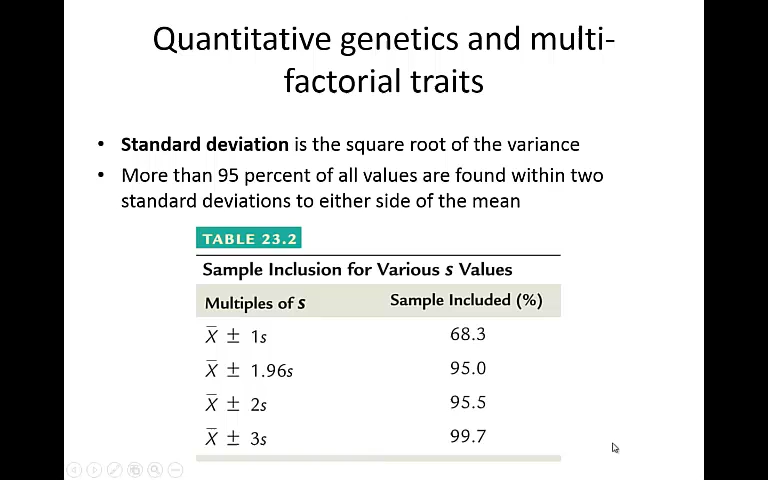 Quantitative genetics and multi-
factorial traits
• Standard deviation is the square root of the variance
• More than 95 percent of all values are found within two
standard deviations to either side of the mean
TABLE 23.2
Sample Inclusion for Various s Values
Multiples of s Sample Included (%)
X̅ ± 1s 68.3
X̅ ± 1.96s 95.0
X̅ ± 2s 95.5
X̅ ± 3s 99.7